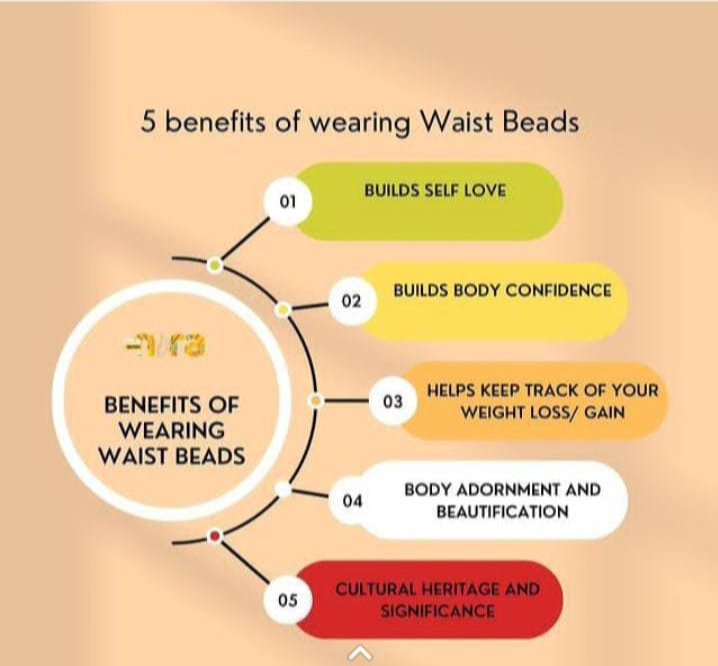 5 benefits of wearing Waist Beads
01
BUILDS SELF LOVE
02
BUILDS BODY CONFIDENCE
03
HELPS KEEP TRACK OF YOUR
WEIGHT LOSS/ GAIN
BENEFITS OF
WEARING
WAIST BEADS
04
BODY ADORNMENT AND
BEAUTIFICATION
05
CULTURAL HERITAGE AND
SIGNIFICANCE